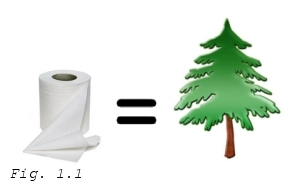 =
Fig. 1.1